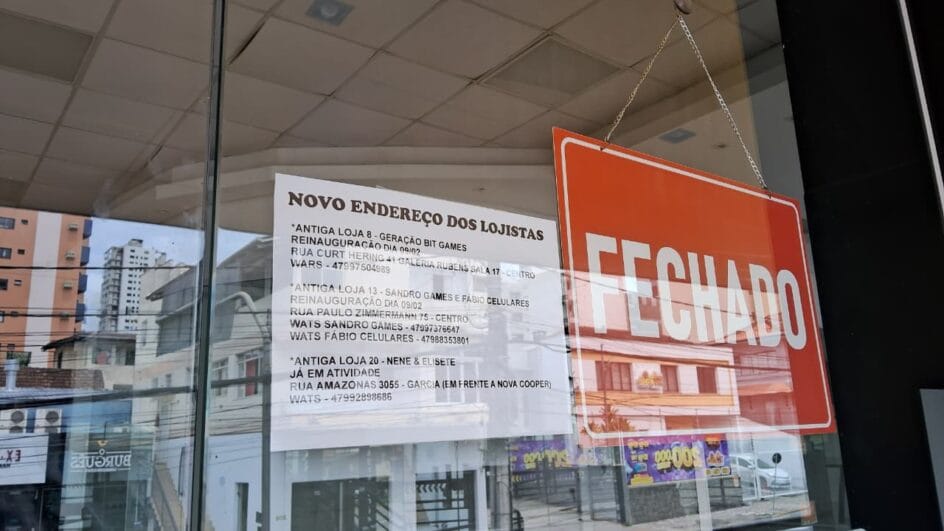 NOVO ENDEREÇO DOS LOJISTAS
*ANTIGA LOJA 8 - GERAÇÃO BIT GAMES
REINAUGURAÇÃO DIA 09/02
RUA CURT HERING 41 GALERIA RUBENS SALA 17 - CENTRO
WARS - 47997504989
*ANTIGA LOJA 13 - SANDRO GAMES E FÁBIO CELULARES
REINAUGURAÇÃO DIA 09/02
RUA PAULO ZIMMERMANN 75 - CENTRO
WATS SANDRO GAMES - 47997376647
WATS FÁBIO CELULARES - 47988353801
*ANTIGA LOJA 20 - NENE & ELISETE
JÁ EM ATIVIDADE
RUA AMAZONAS 3055 - GARCIA (EM FRENTE A NOVA COOPER)
WATS - 47992898686
FECHADO
BURGUÊS